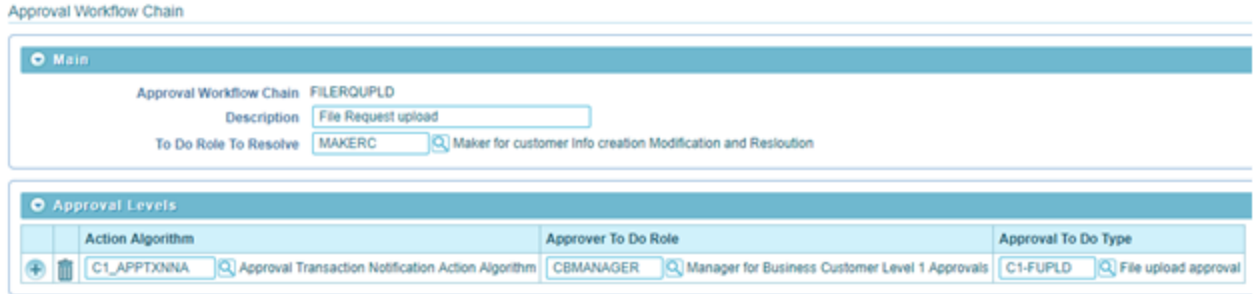 Approval Workflow Chain
Main
Approval Workflow Chain FILERQUPLD
Description File Request upload
To Do Role To Resolve MAKERC Maker for customer Info creation Modification and Resloution
Approval Levels
Action Algorithm Approver To Do Role Approval To Do Type
C1_APPTXNNA Approval Transaction Notification Action Algorithm CBMANAGER Manager for Business Customer Level 1 Approvals C1-FUPLD File upload approval